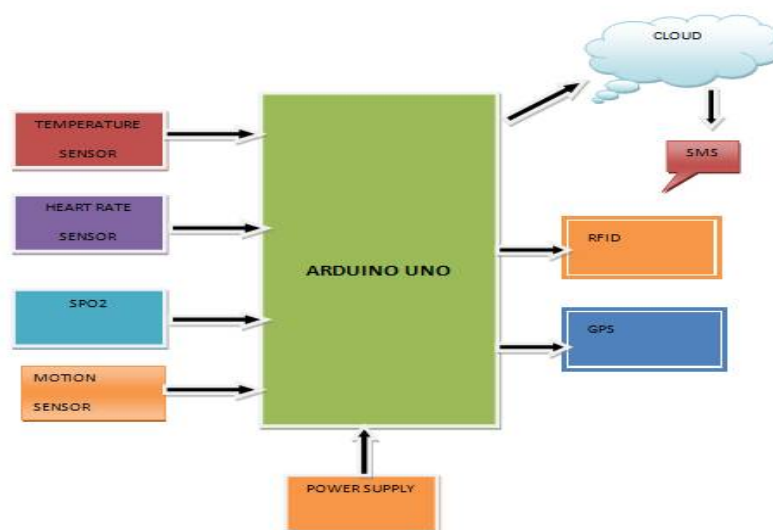 CLOUD
TEMPERATURE
SENSOR
SMS
HEART RATE
SENSOR
RFID
ARDUINO UNO
SPO2
GPS
MOTION
SENSOR
POWER SUPPLY